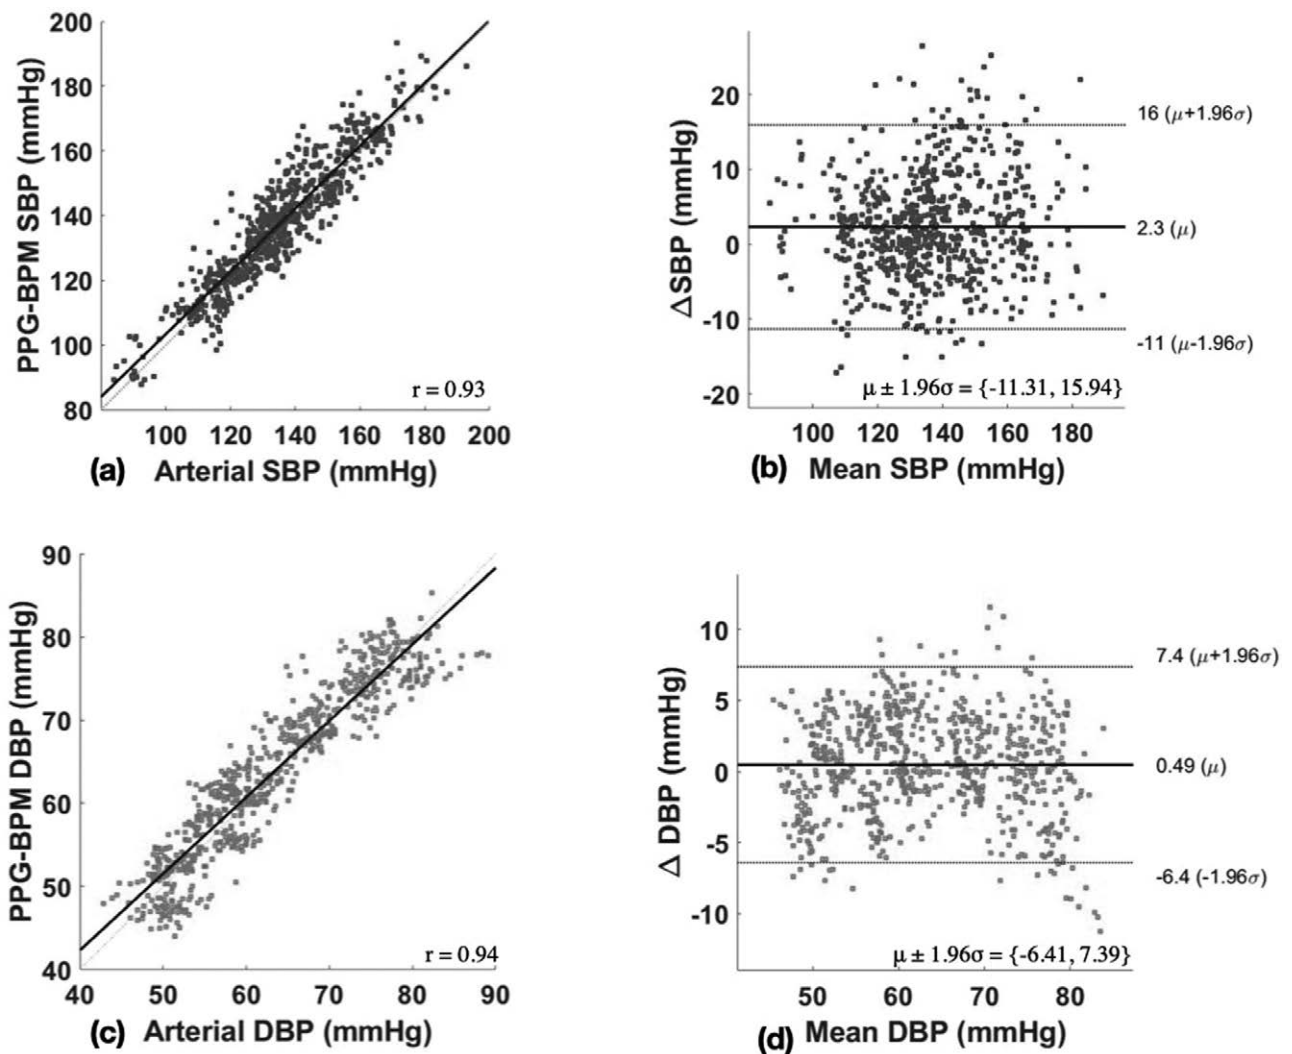 200
180
160
140
120
100
80
PPG-BPM SBP (mmHg)
r = 0.93
100 120 140 160 180 200
(a) Arterial SBP (mmHg)
20
10
0
-10
-20
ΔSBP (mmHg)
16 (μ+1.96σ)
2.3 (μ)
-11 (μ-1.96σ)
μ ± 1.96σ = {-11.31, 15.94}
100 120 140 160 180
(b) Mean SBP (mmHg)
90
80
70
60
50
40
PPG-BPM DBP (mmHg)
r = 0.94
40 50 60 70 80 90
(c) Arterial DBP (mmHg)
10
5
0
-5
-10
Δ DBP (mmHg)
7.4 (μ+1.96σ)
0.49 (μ)
-6.4 (-1.96σ)
μ ± 1.96σ = {-6.41, 7.39}
50 60 70 80
(d) Mean DBP (mmHg)